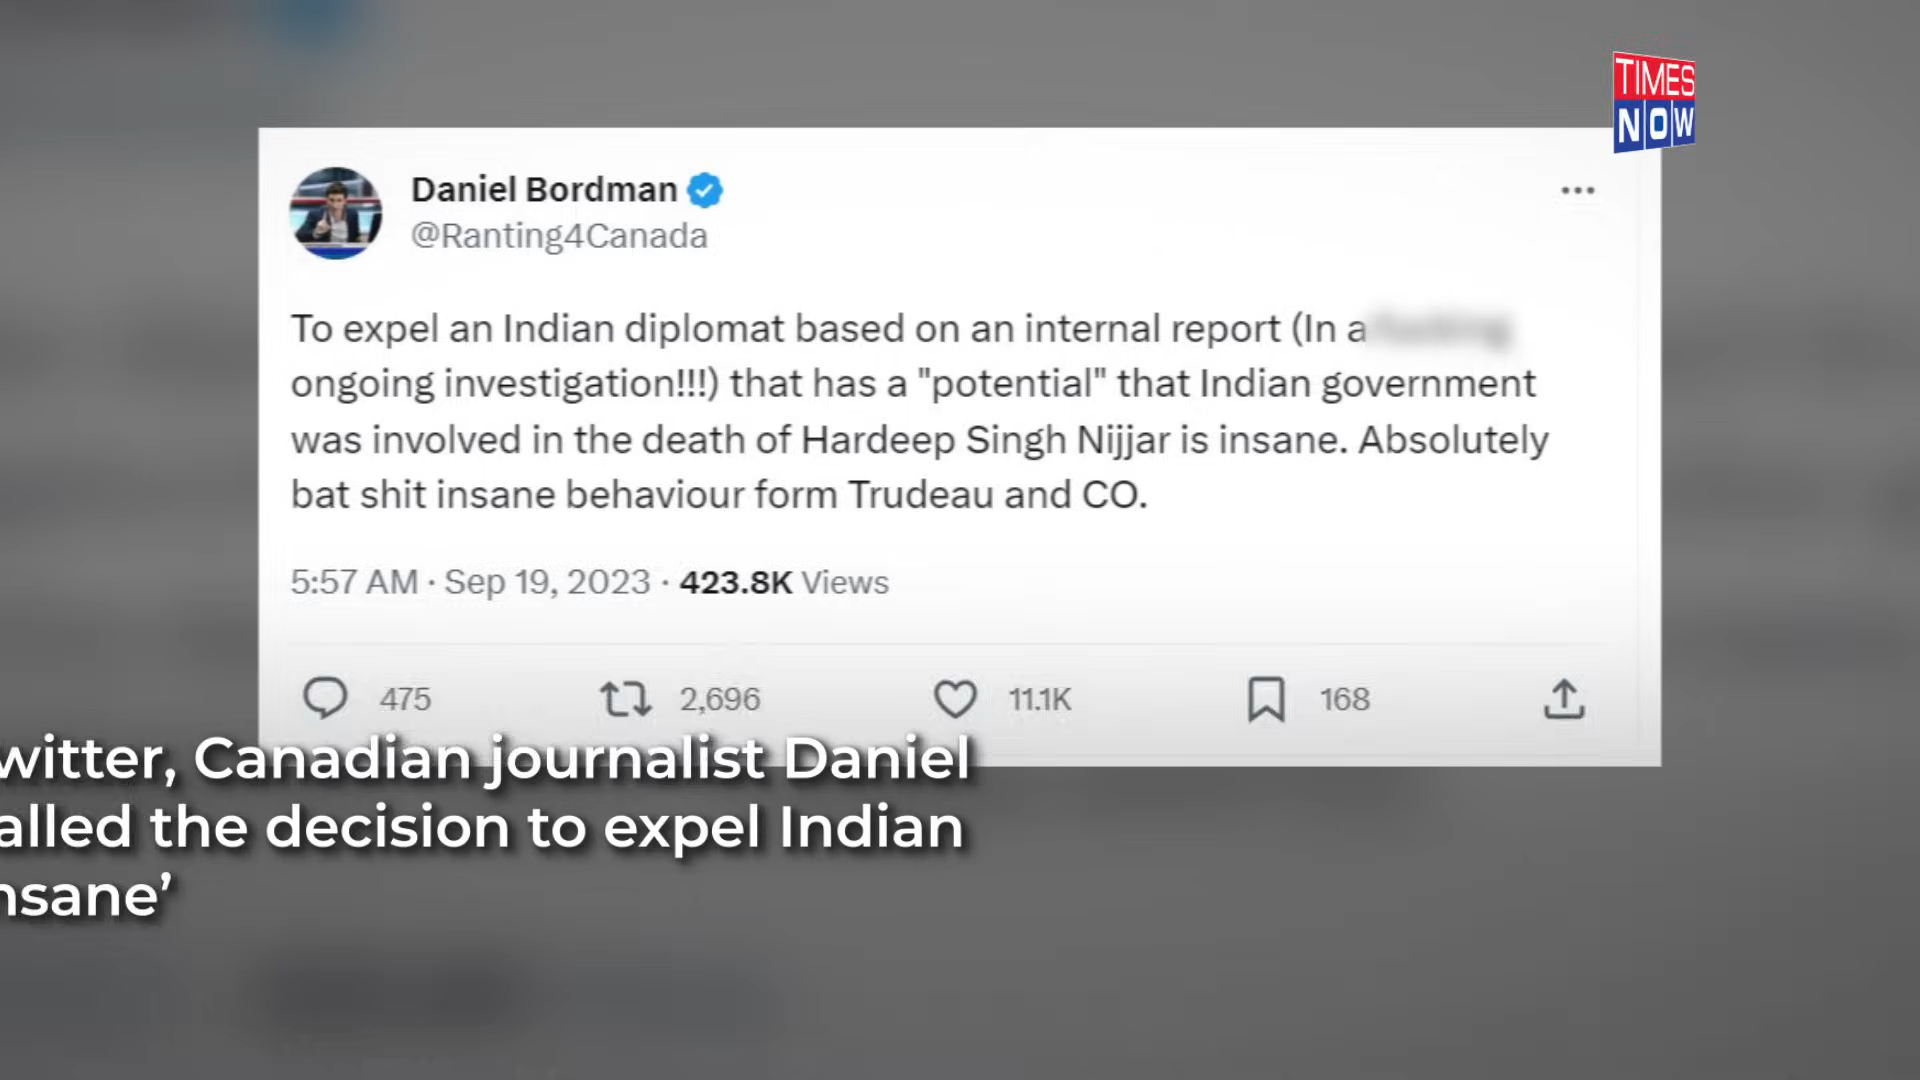 TIMES
NOW
Daniel Bordman
@Ranting4Canada
To expel an Indian diplomat based on an internal report (In a
ongoing investigation!!!) that has a "potential" that Indian government
was involved in the death of Hardeep Singh Nijjar is insane. Absolutely
bat shit insane behaviour form Trudeau and CO.
5:57 AM · Sep 19, 2023 · 423.8K Views
475 2,696 11.1K 168
witter, Canadian journalist Daniel
alled the decision to expel Indian
nsane’